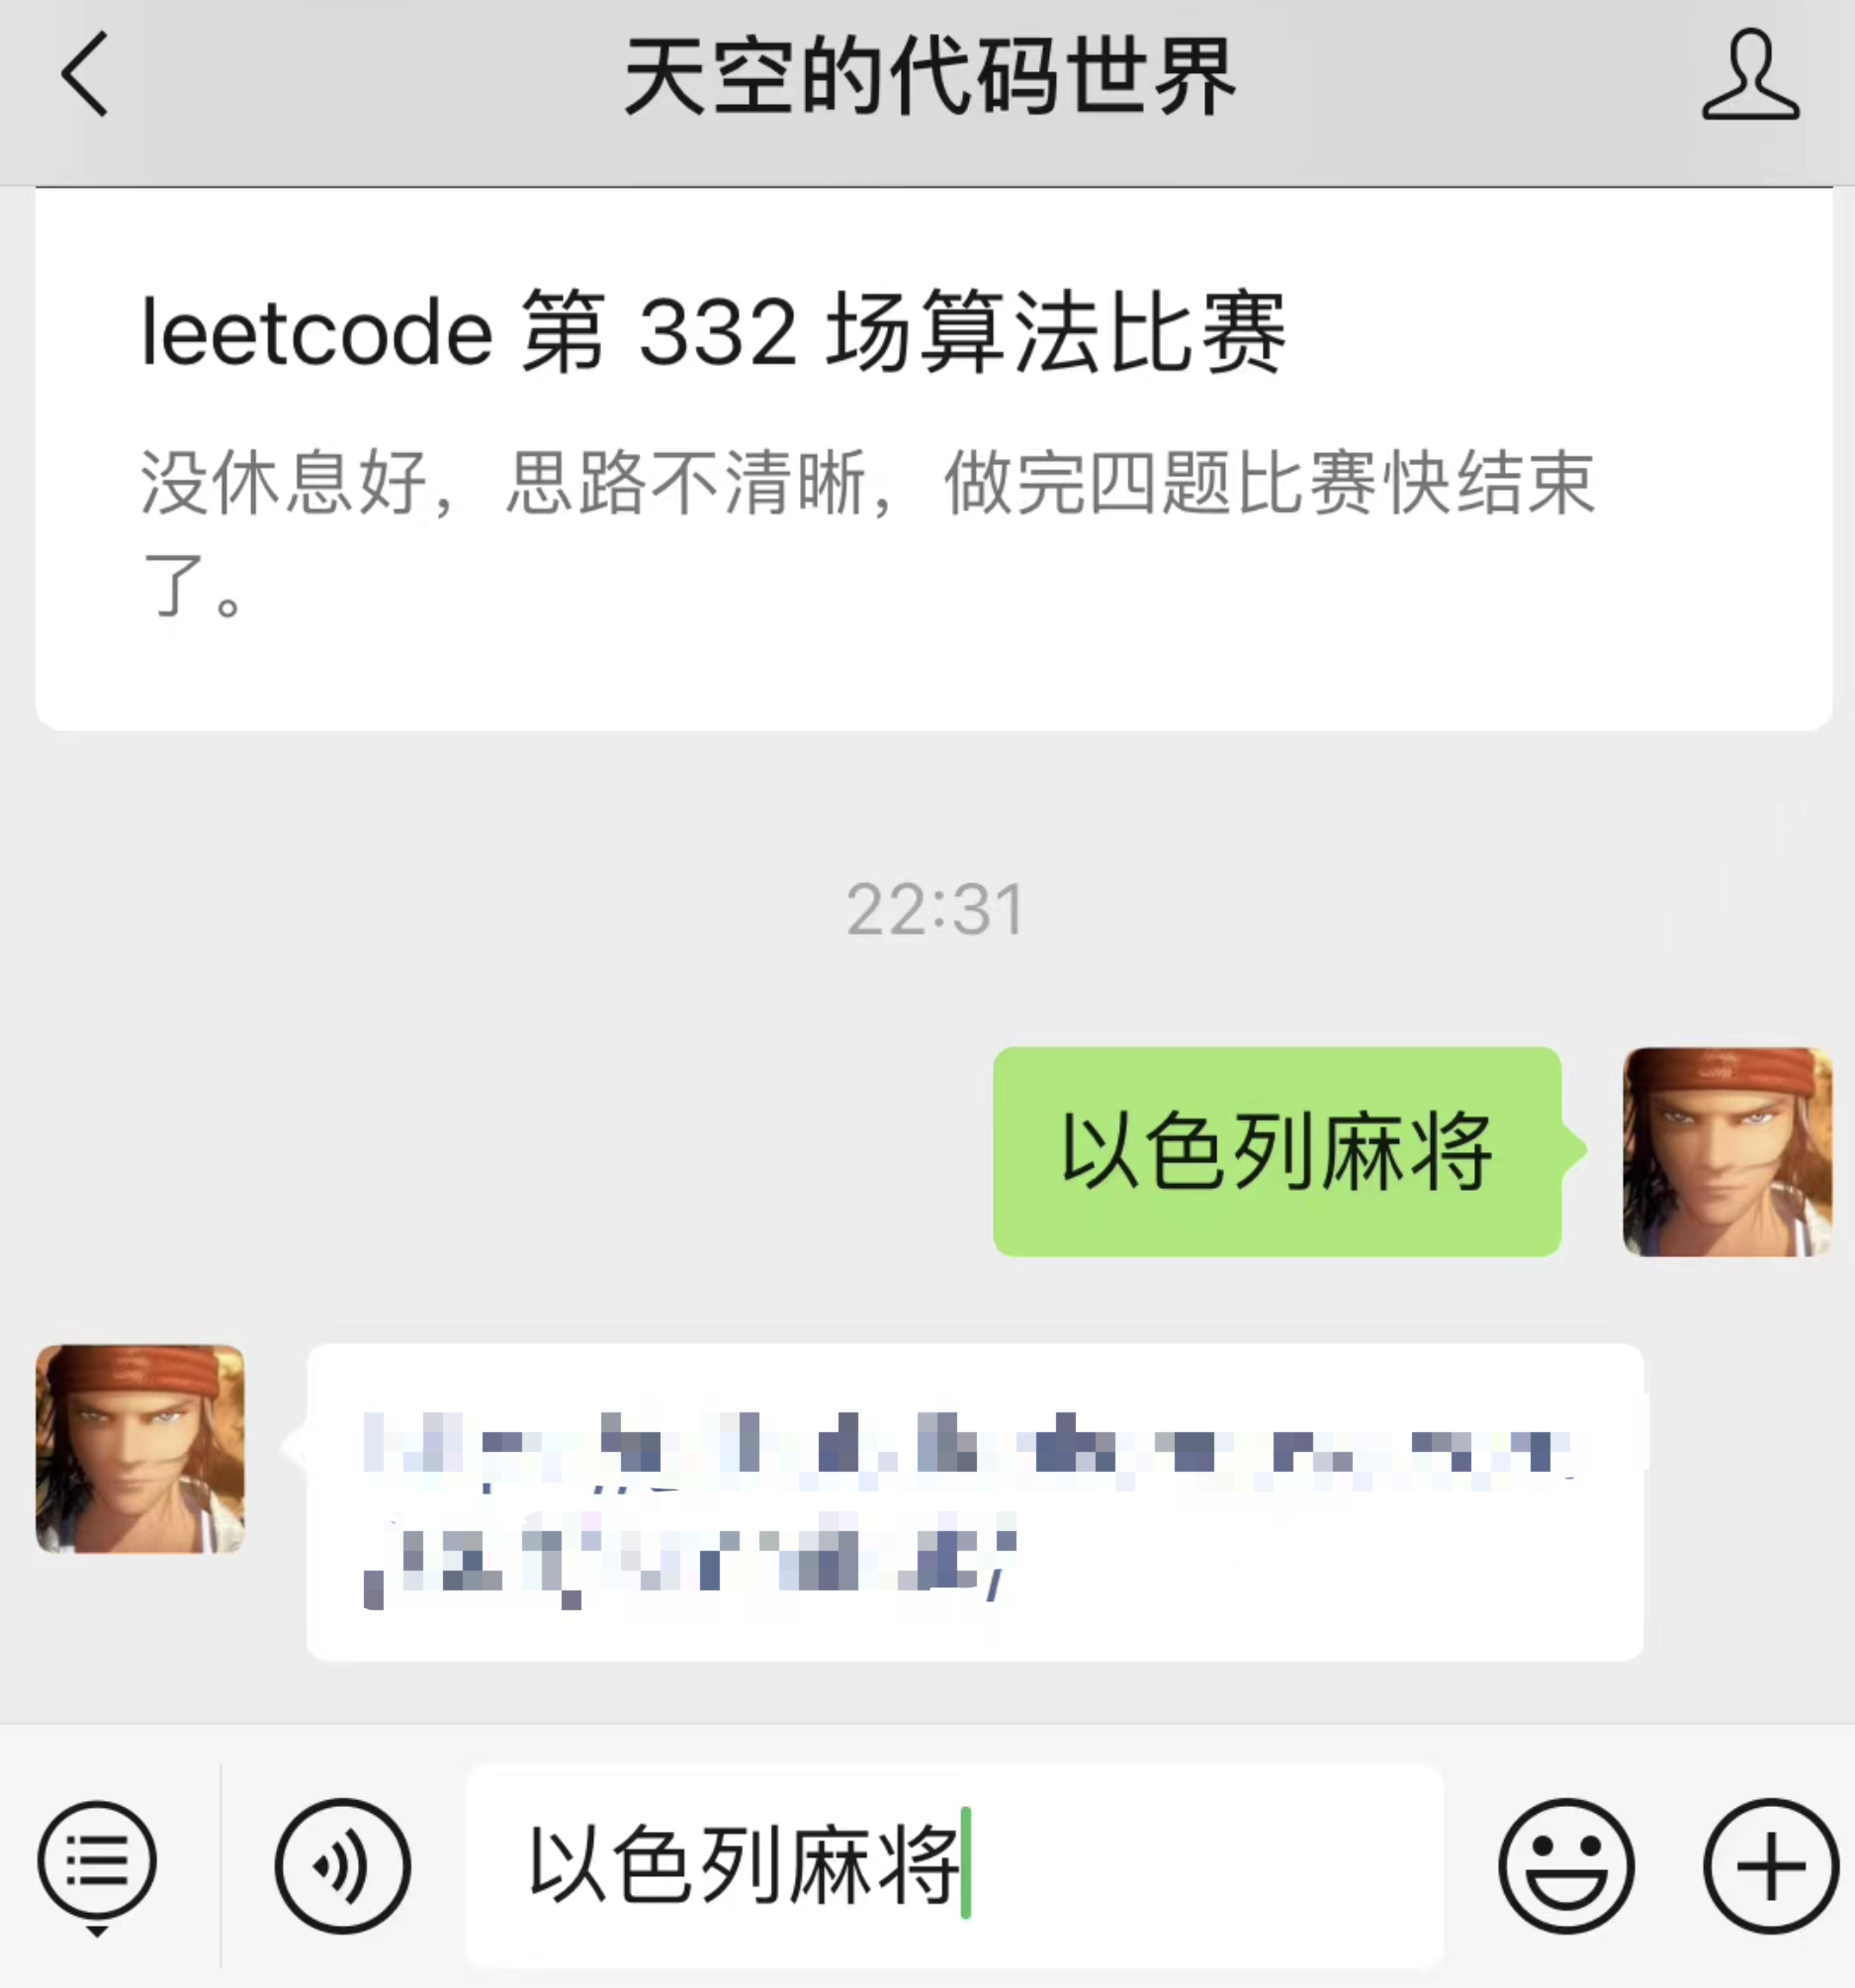 天空的代码世界
leetcode 第 332 场算法比赛
没休息好，思路不清晰，做完四题比赛快结束
了。
22:31
以色列麻将
以色列麻将